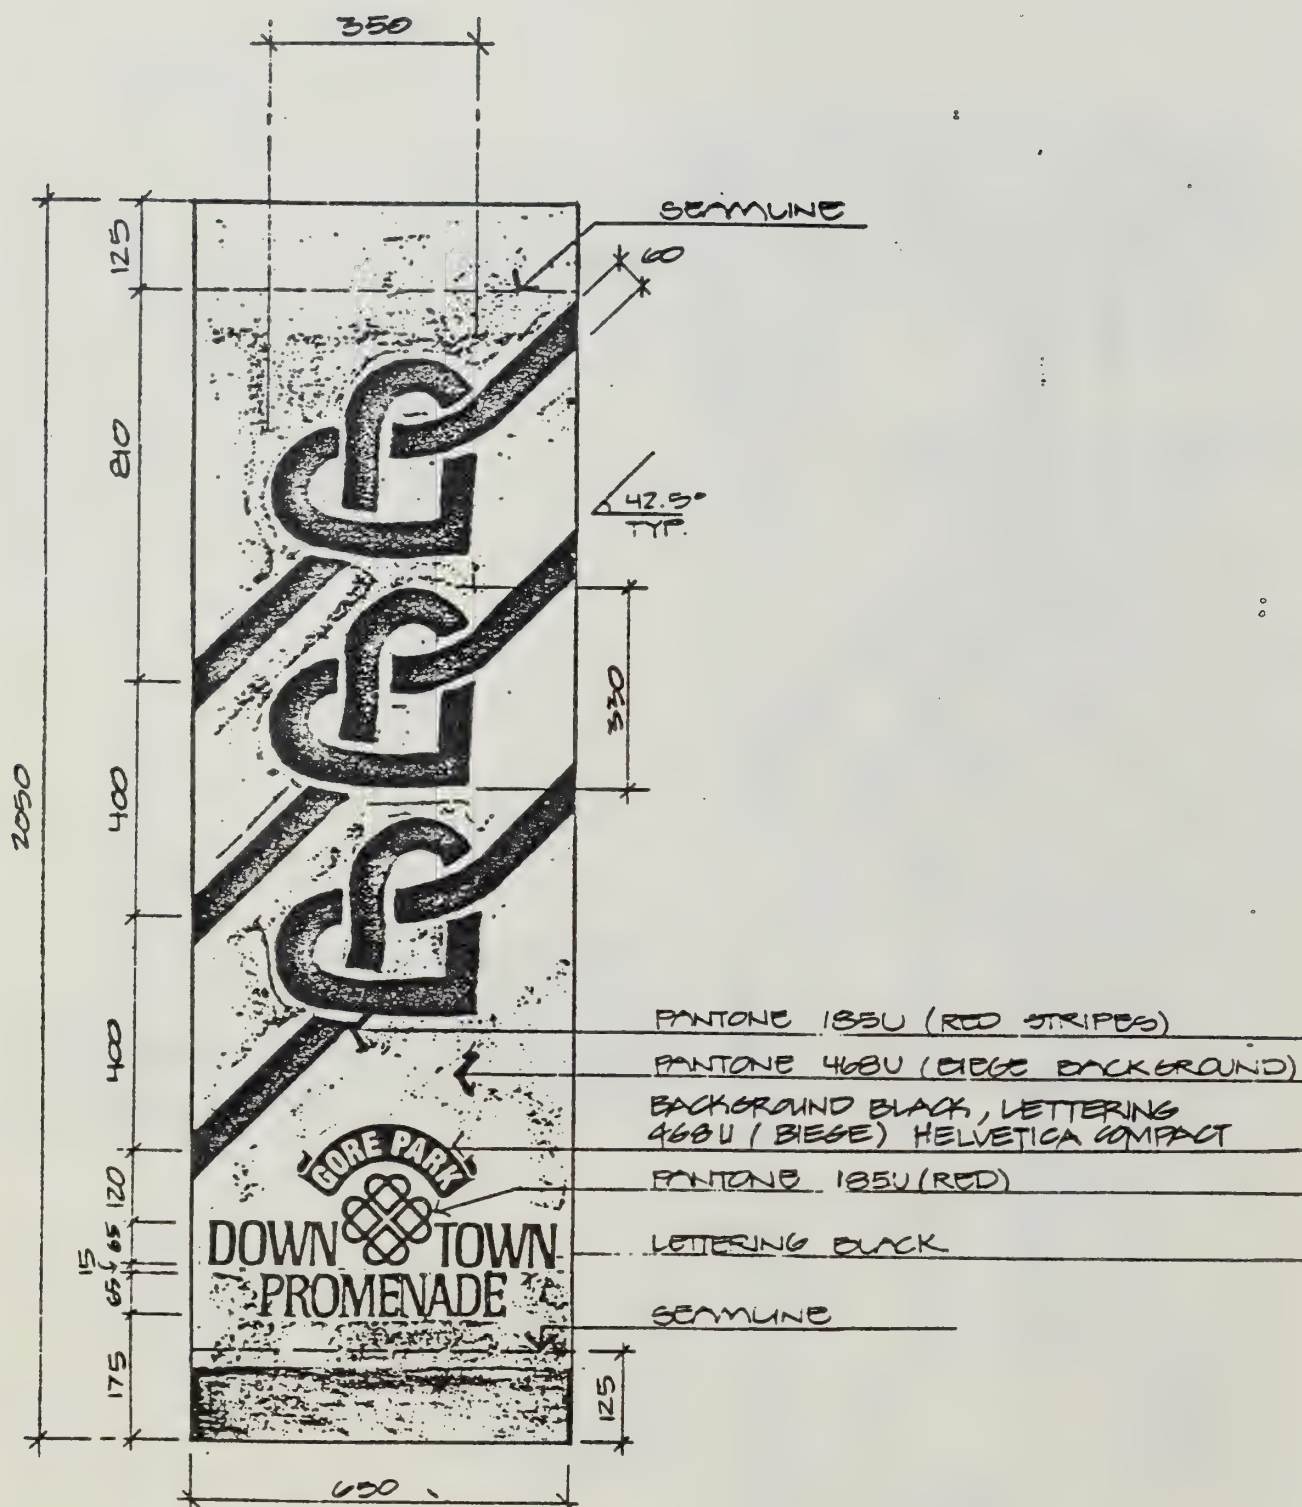 350
SEAMLINE
60
125
42.5°
TYP.
330
2050
400
400
PANTONE 185U (RED STRIPES)
PANTONE 468U (BIEGE BACKGROUND)
BACKGROUND BLACK, LETTERING
468U (BIEGE) HELVETICA COMPACT
GORE PARK
PANTONE 185U (RED)
120
DOWN TOWN
LETTERING BLACK
65
15
65
PROMENADE
SEAMLINE
175
125
650